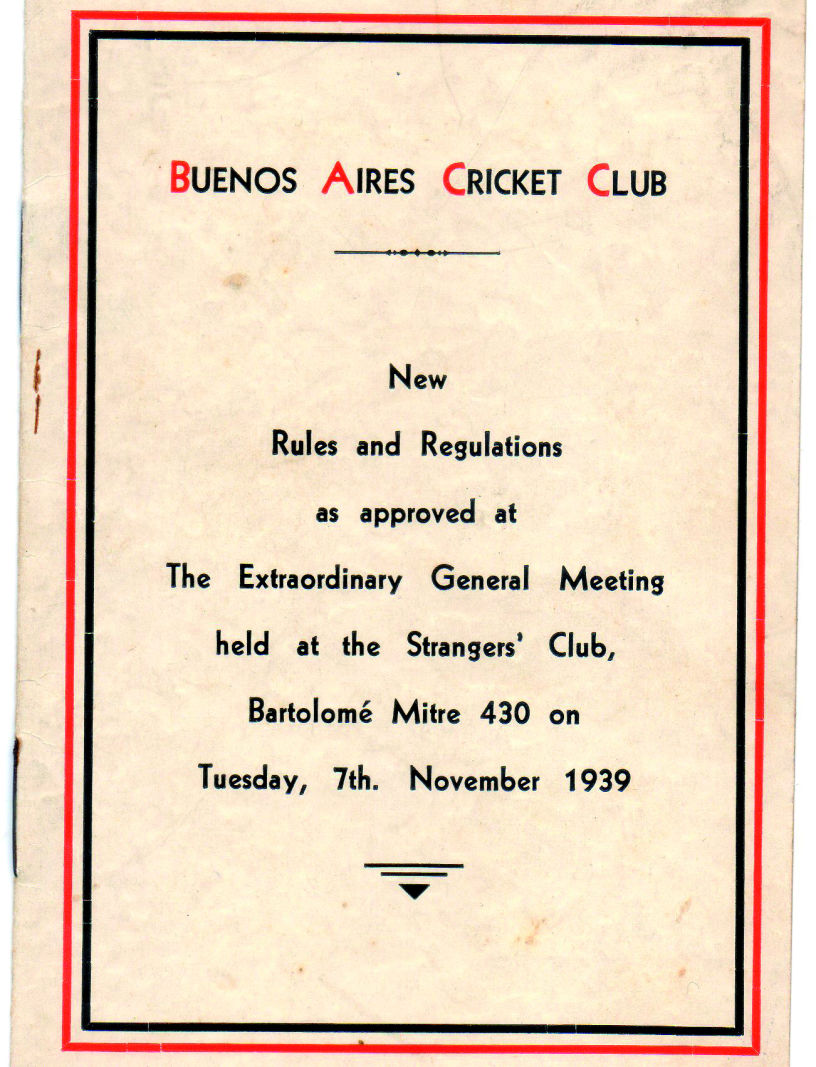 BUENOS AIRES CRICKET CLUB
New
Rules and Regulations
as approved at
The Extraordinary General Meeting
held at the Strangers' Club,
Bartolomé Mitre 430 on
Tuesday, 7th. November 1939